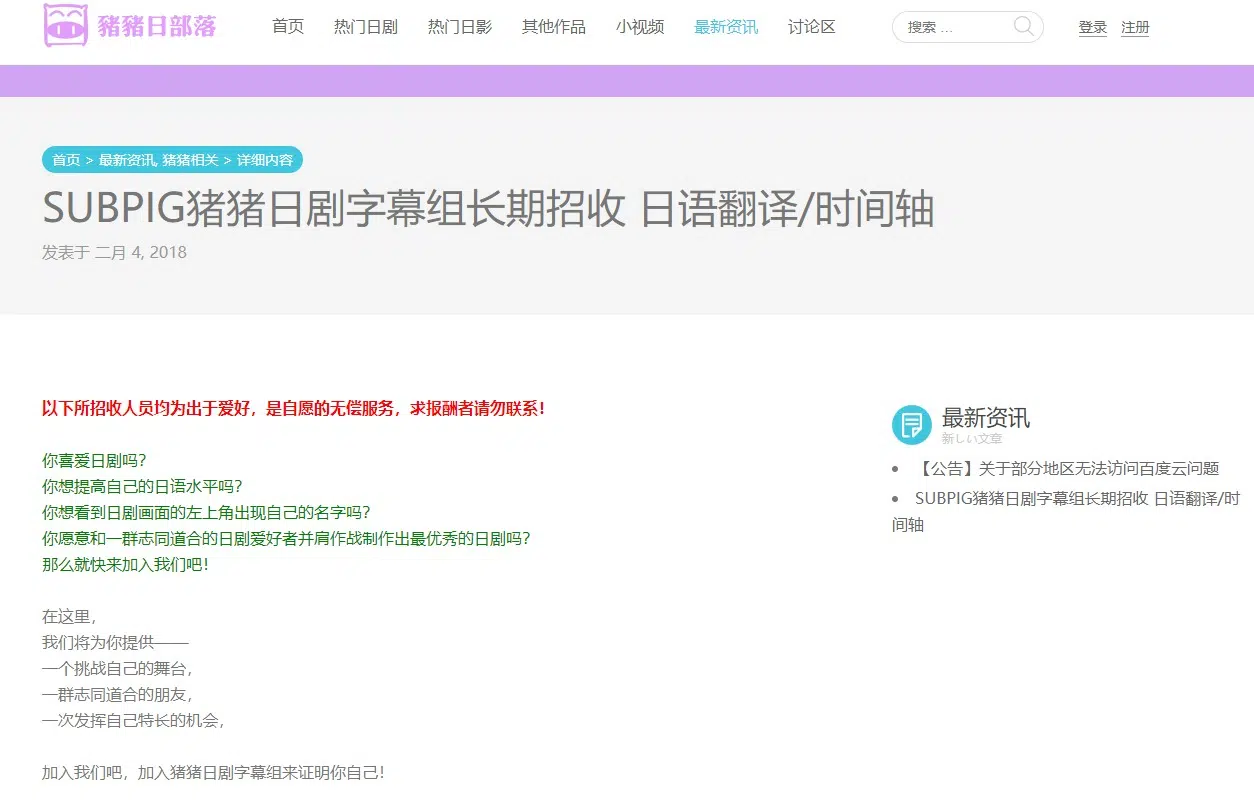 豬豬日部落
首页 热门日剧 热门日影 其他作品 小视频 最新资讯 讨论区 搜索 ... 登录 注册
首页 > 最新资讯, 猪猪相关 > 详细内容
SUBPIG猪猪日剧字幕组长期招收 日语翻译/时间轴
发表于 二月 4, 2018
以下所招收人员均为出于爱好，是自愿的无偿服务，求报酬者请勿联系！
你喜爱日剧吗？
你想提高自己的日语水平吗？
你想看到日剧画面的左上角出现自己的名字吗？
你愿意和一群志同道合的日剧爱好者并肩作战制作出最优秀的日剧吗？
那么就快来加入我们吧！
在这里，
我们将为你提供——
一个挑战自己的舞台，
一群志同道合的朋友，
一次发挥自己特长的机会，
加入我们吧，加入猪猪日剧字幕组来证明你自己！
最新资讯
新しい文章
【公告】关于部分地区无法访问百度云问题
SUBPIG猪猪日剧字幕组长期招收 日语翻译/时
间轴